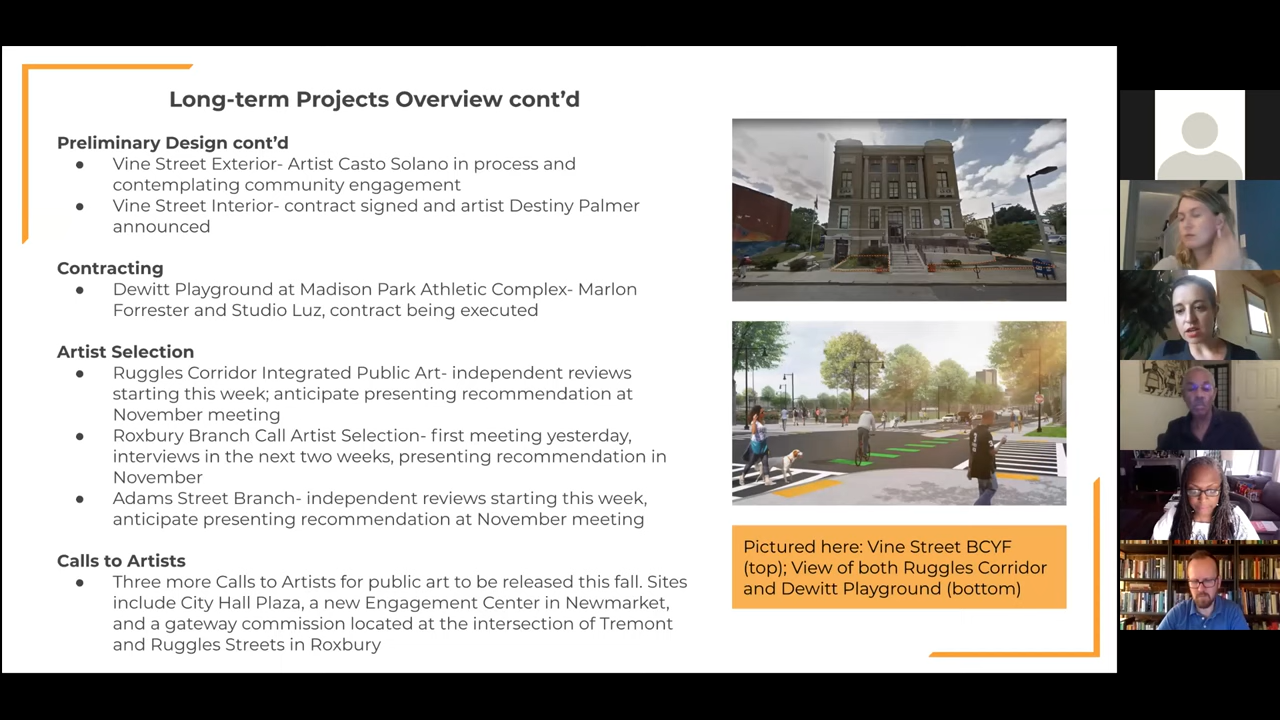 Long-term Projects Overview cont’d
Preliminary Design cont’d
● Vine Street Exterior- Artist Casto Solano in process and
contemplating community engagement
● Vine Street Interior- contract signed and artist Destiny Palmer
announced
Contracting
● Dewitt Playground at Madison Park Athletic Complex- Marlon
Forrester and Studio Luz, contract being executed
Artist Selection
● Ruggles Corridor Integrated Public Art- independent reviews
starting this week; anticipate presenting recommendation at
November meeting
● Roxbury Branch Call Artist Selection- first meeting yesterday,
interviews in the next two weeks, presenting recommendation in
November
● Adams Street Branch- independent reviews starting this week,
anticipate presenting recommendation at November meeting
Calls to Artists
● Three more Calls to Artists for public art to be released this fall. Sites
include City Hall Plaza, a new Engagement Center in Newmarket,
and a gateway commission located at the intersection of Tremont
and Ruggles Streets in Roxbury
Pictured here: Vine Street BCYF
(top); View of both Ruggles Corridor
and Dewitt Playground (bottom)